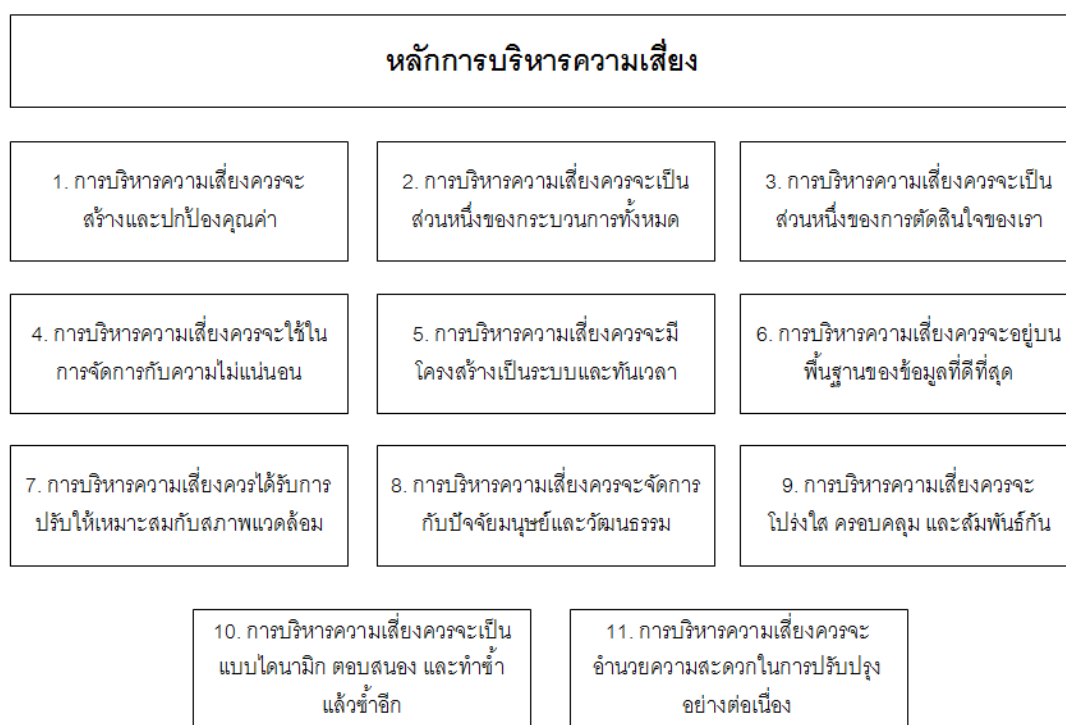 หลักการบริหารความเสี่ยง
1. การบริหารความเสี่ยงควรจะ
สร้างและปกป้องคุณค่า
2. การบริหารความเสี่ยงควรจะเป็น
ส่วนหนึ่งของกระบวนการทั้งหมด
3. การบริหารความเสี่ยงควรจะเป็น
ส่วนหนึ่งของการตัดสินใจของเรา
4. การบริหารความเสี่ยงควรจะใช้ใน
การจัดการกับความไม่แน่นอน
5. การบริหารความเสี่ยงควรจะมี
โครงสร้างเป็นระบบและทันเวลา
6. การบริหารความเสี่ยงควรจะอยู่บน
พื้นฐานของข้อมูลที่ดีที่สุด
7. การบริหารความเสี่ยงควรได้รับการ
ปรับให้เหมาะสมกับสภาพแวดล้อม
8. การบริหารความเสี่ยงควรจะจัดการ
กับปัจจัยมนุษย์และวัฒนธรรม
9. การบริหารความเสี่ยงควรจะ
โปร่งใส ครอบคลุม และสัมพันธ์กัน
10. การบริหารความเสี่ยงควรจะเป็น
แบบไดนามิก ตอบสนอง และทำซ้ำ
แล้วซ้ำอีก
11. การบริหารความเสี่ยงควรจะ
อำนวยความสะดวกในการปรับปรุง
อย่างต่อเนื่อง